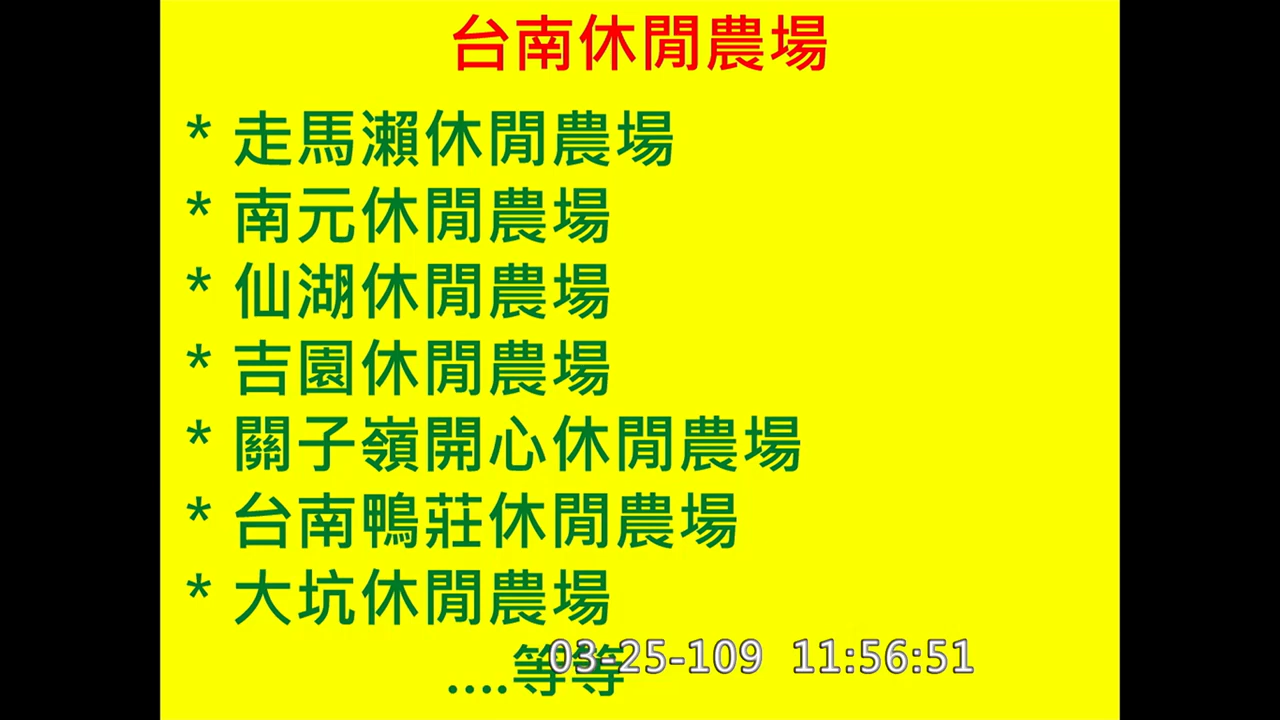 台南休閒農場
* 走馬瀨休閒農場
* 南元休閒農場
* 仙湖休閒農場
* 吉園休閒農場
* 關子嶺開心休閒農場
* 台南鴨莊休閒農場
* 大坑休閒農場
....等等
03-25-109 11:56:51